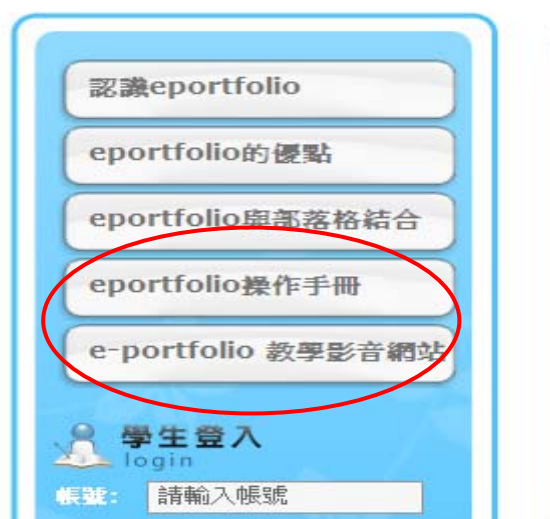 認識eportfolio
eportfolio的優點
eportfolio與部落格結合
eportfolio操作手冊
e-portfolio 教學影音網站
學生登入
login
帳號: 請輸入帳號